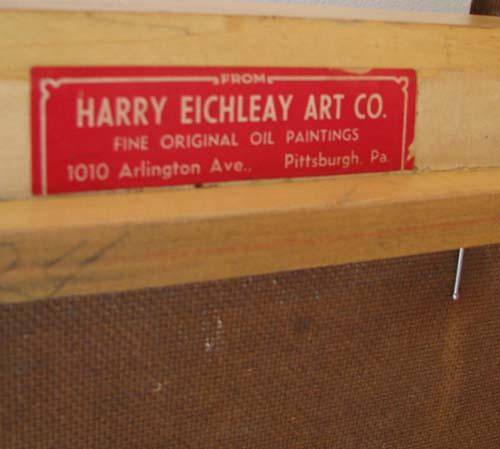 FROM
HARRY EICHLEAY ART CO.
FINE ORIGINAL OIL PAINTINGS
1010 Arlington Ave., Pittsburgh, Pa.